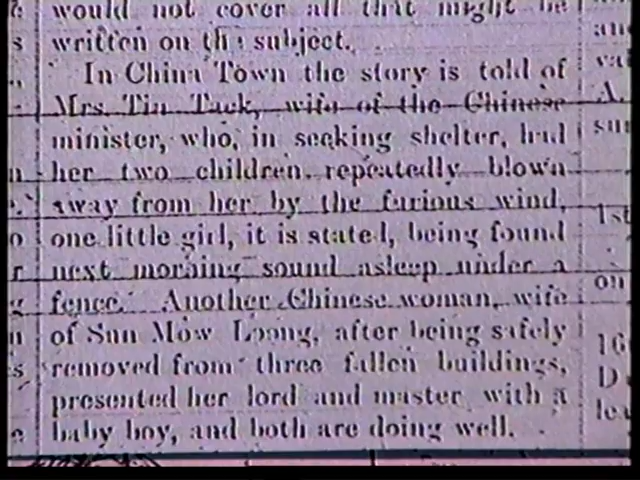 would not cover all that might be
written on the subject.
In China Town the story is told of
Mrs. Tin Tack, wife of the Chinese
minister, who, in seeking shelter, had
her two children repeatedly blown
away from her by the furious wind,
one little girl, it is stated, being found
next morning sound asleep under a
fence. Another Chinese woman, wife
of Sun Mow Loong, after being safely
removed from three fallen buildings,
presented her lord and master with a
baby boy, and both are doing well.